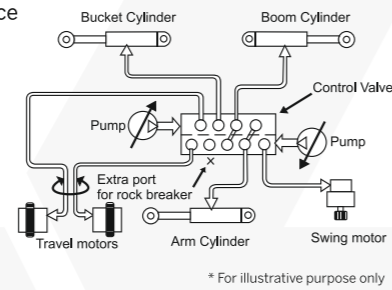 ce
Bucket Cylinder
Boom Cylinder
Control Valve
Pump
Pump
Extra port
for rock breaker
Travel motors
Arm Cylinder
Swing motor
* For illustrative purpose only